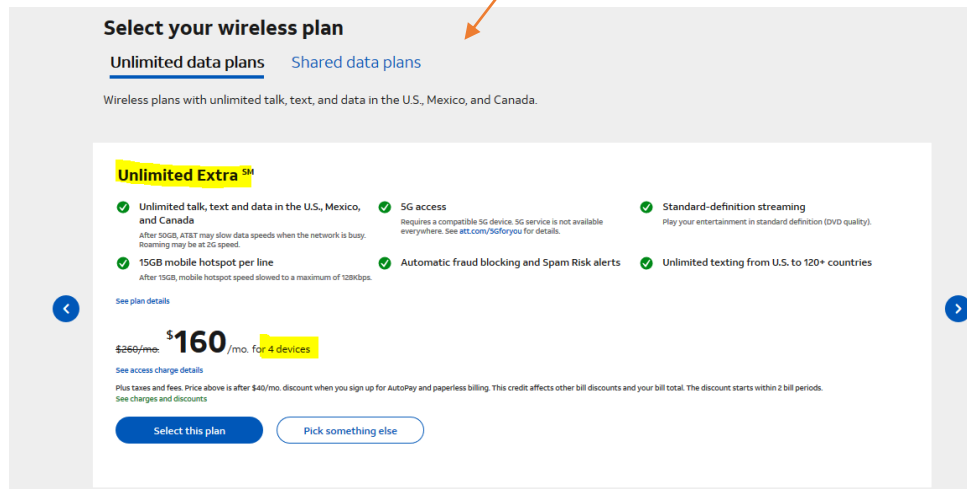 Select your wireless plan
Unlimited data plans Shared data plans
Wireless plans with unlimited talk, text, and data in the U.S., Mexico, and Canada.
Unlimited Extra SM
Unlimited talk, text and data in the U.S., Mexico, and Canada
After 50GB, AT&T may slow data speeds when the network is busy.
Roaming may be at 2G speed.
5G access
Requires a compatible 5G device. 5G service is not available
everywhere. See att.com/5Gforyou for details.
Standard-definition streaming
Play your entertainment in standard definition (DVD quality).
15GB mobile hotspot per line
After 15GB, mobile hotspot speed slowed to a maximum of 128Kbps.
Automatic fraud blocking and Spam Risk alerts
Unlimited texting from U.S. to 120+ countries
See plan details
$260/mo. $160/mo. for 4 devices
See access charge details
Plus taxes and fees. Price above is after $40/mo. discount when you sign up for AutoPay and paperless billing. This credit affects other bill discounts and your bill total. The discount starts within 2 bill periods.
See charges and discounts
Select this plan Pick something else